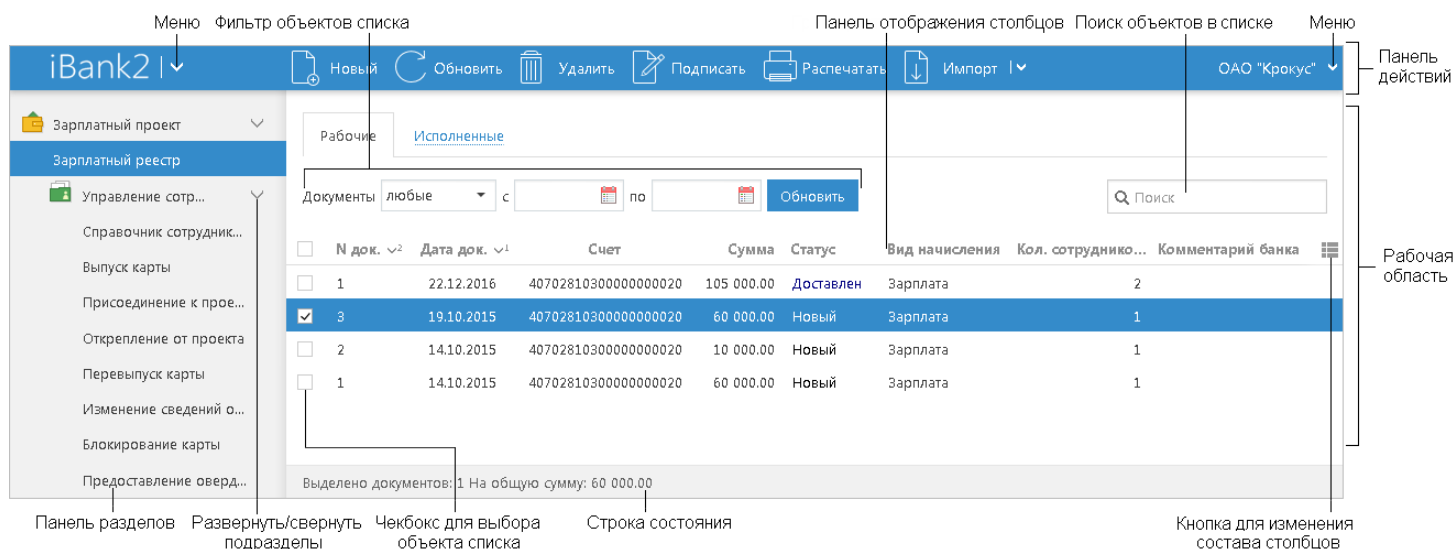 Меню Фильтр объектов списка Панель отображения столбцов Поиск объектов в списке Меню
iBank2 Новый Обновить Удалить Подписать Распечатать Импорт ОАО "Крокус"
Панель
действий
Зарплатный проект
Рабочие Исполненные
Зарплатный реестр
Управление сотр... Документы любые с по Обновить Поиск
Справочник сотрудник...
N док. 2 Дата док. 1 Счет Сумма Статус Вид начисления Кол. сотруднико... Комментарий банка
Рабочая
область
Выпуск карты
1 22.12.2016 40702810300000000020 105 000.00 Доставлен Зарплата 2
Присоединение к прое...
3 19.10.2015 40702810300000000020 60 000.00 Новый Зарплата 1
Открепление от проекта
2 14.10.2015 40702810300000000020 10 000.00 Новый Зарплата 1
Перевыпуск карты
1 14.10.2015 40702810300000000020 60 000.00 Новый Зарплата 1
Изменение сведений о...
Блокирование карты
Предоставление оверд... Выделено документов: 1 На общую сумму: 60 000.00
Панель разделов Развернуть/свернуть Чекбокс для выбора Строка состояния Кнопка для изменения
подразделы объекта списка состава столбцов